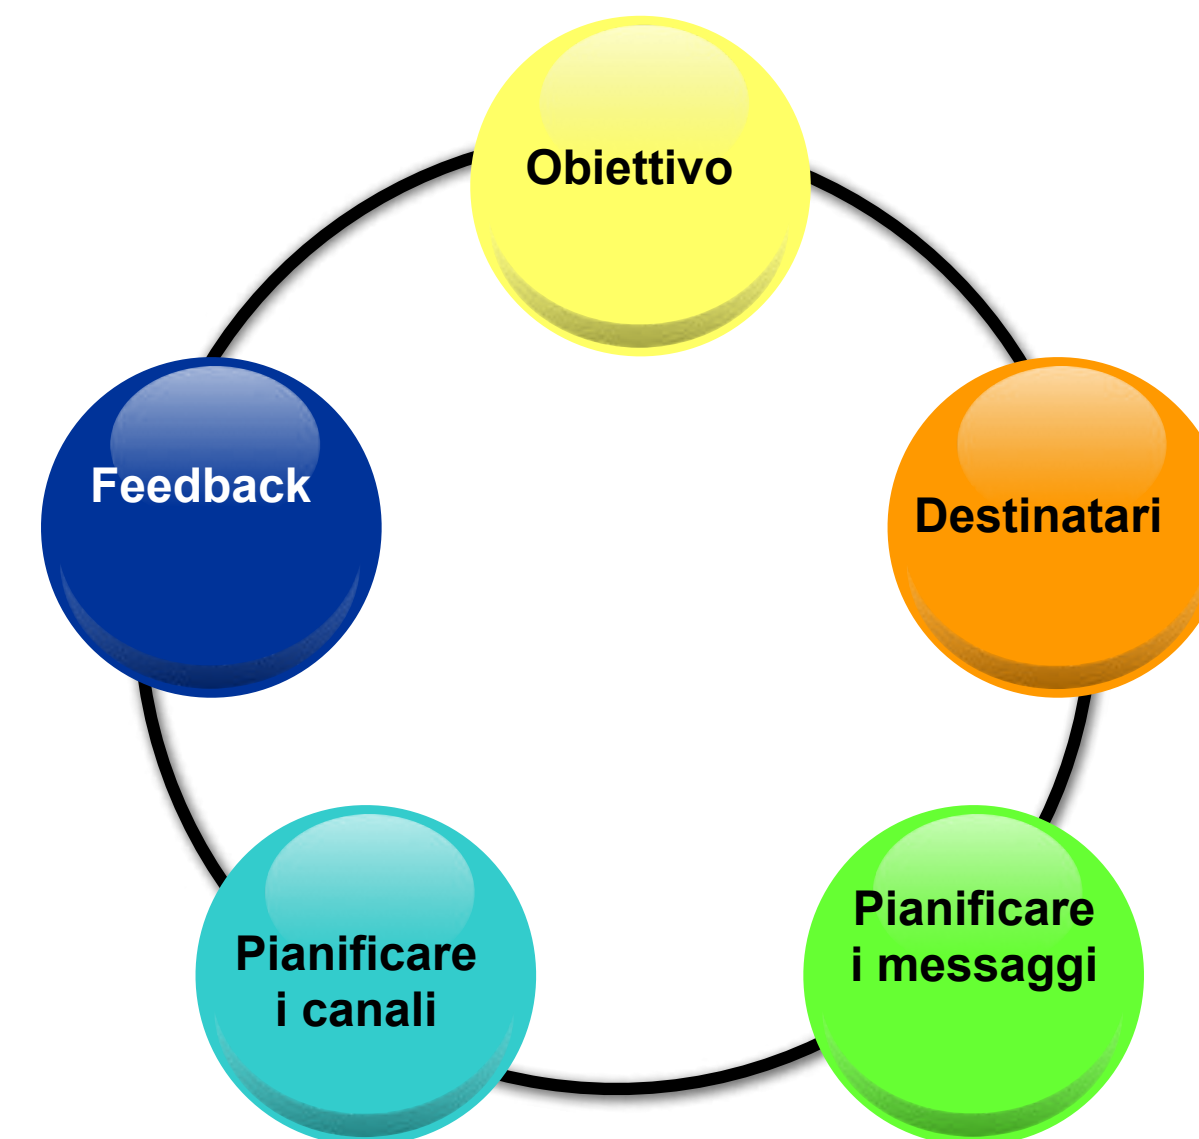 Obiettivo
Destinatari
Pianificare
i messaggi
Pianificare
i canali
Feedback